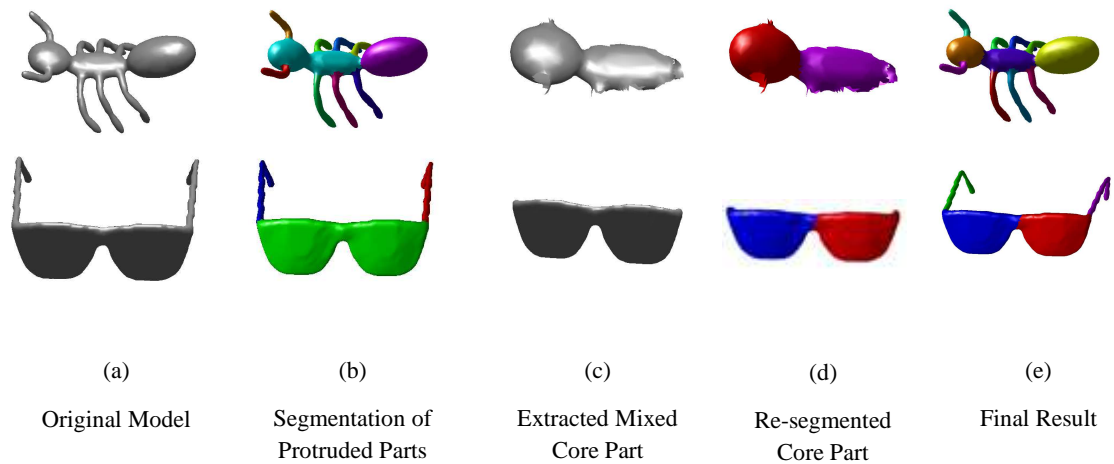 (a)
(b)
(c)
(d)
(e)
Original Model
Segmentation of
Protruded Parts
Extracted Mixed
Core Part
Re-segmented
Core Part
Final Result